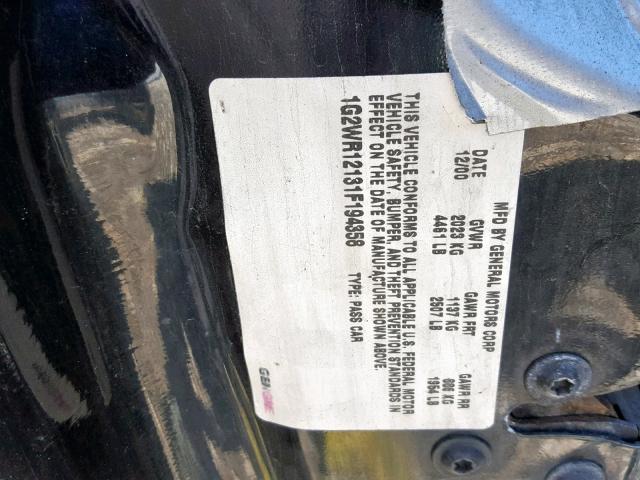 MFD BY GENERAL MOTORS CORP
DATE GVWR GAWR FRT GAWR RR
12/00 2023 KG 1137 KG 886 KG
4461 LB 2507 LB 1954 LB
THIS VEHICLE CONFORMS TO ALL APPLICABLE U.S. FEDERAL MOTOR
VEHICLE SAFETY, BUMPER, AND THEFT PREVENTION STANDARDS IN
EFFECT ON THE DATE OF MANUFACTURE SHOWN ABOVE.
1G2WR12131F194358 TYPE: PASS CAR